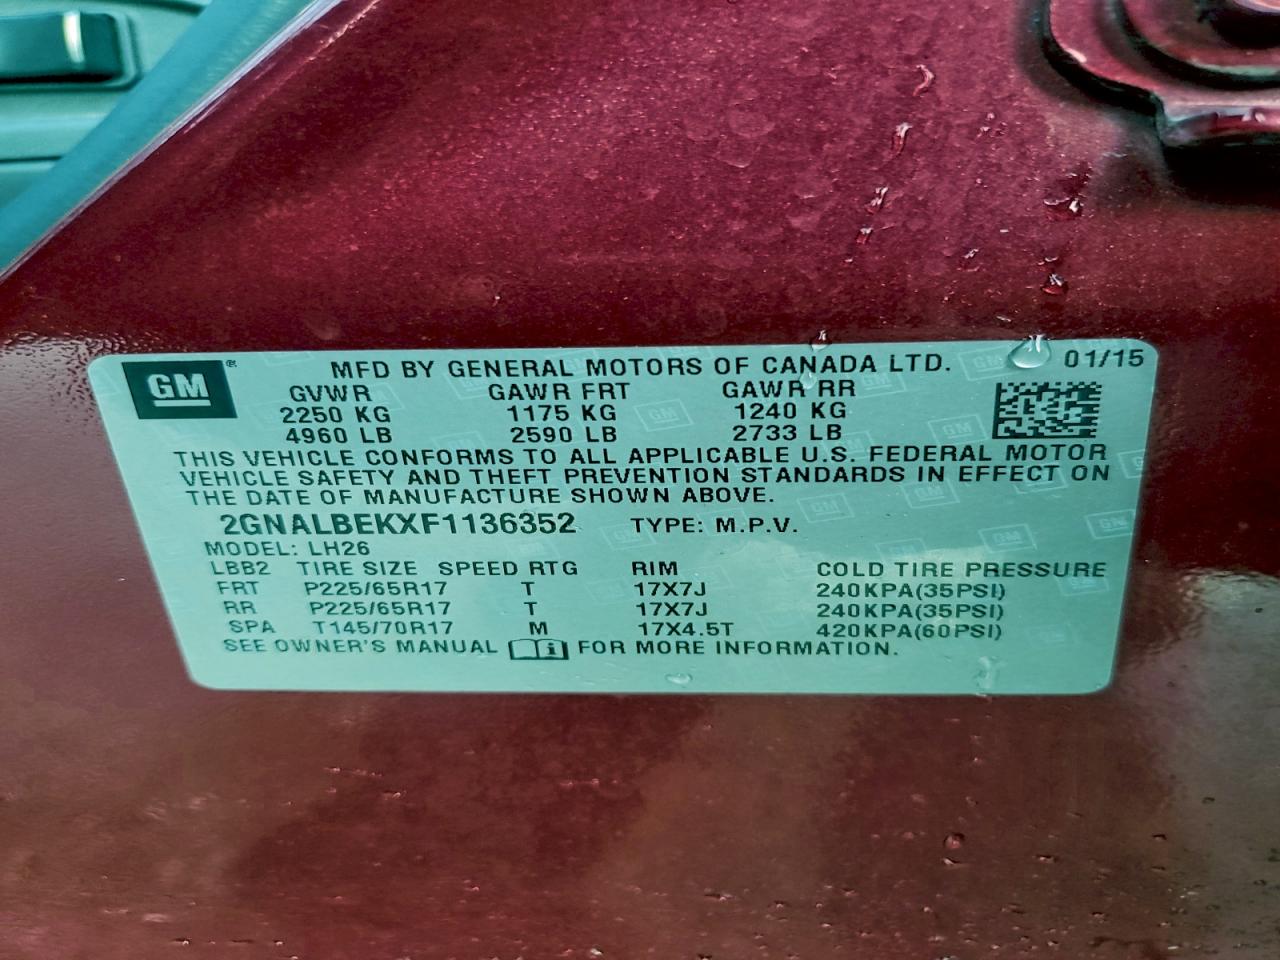 GM® MFD BY GENERAL MOTORS OF CANADA LTD. 01/15
GVWR GAWR FRT GAWR RR
2250 KG 1175 KG 1240 KG
4960 LB 2590 LB 2733 LB
THIS VEHICLE CONFORMS TO ALL APPLICABLE U.S. FEDERAL MOTOR
VEHICLE SAFETY AND THEFT PREVENTION STANDARDS IN EFFECT ON
THE DATE OF MANUFACTURE SHOWN ABOVE.
2GNALBEKXF1136352 TYPE: M.P.V.
MODEL: LH26
LBB2 TIRE SIZE SPEED RTG RIM COLD TIRE PRESSURE
FRT P225/65R17 T 17X7J 240KPA(35PSI)
RR P225/65R17 T 17X7J 240KPA(35PSI)
SPA T145/70R17 M 17X4.5T 420KPA(60PSI)
SEE OWNER'S MANUAL i FOR MORE INFORMATION.